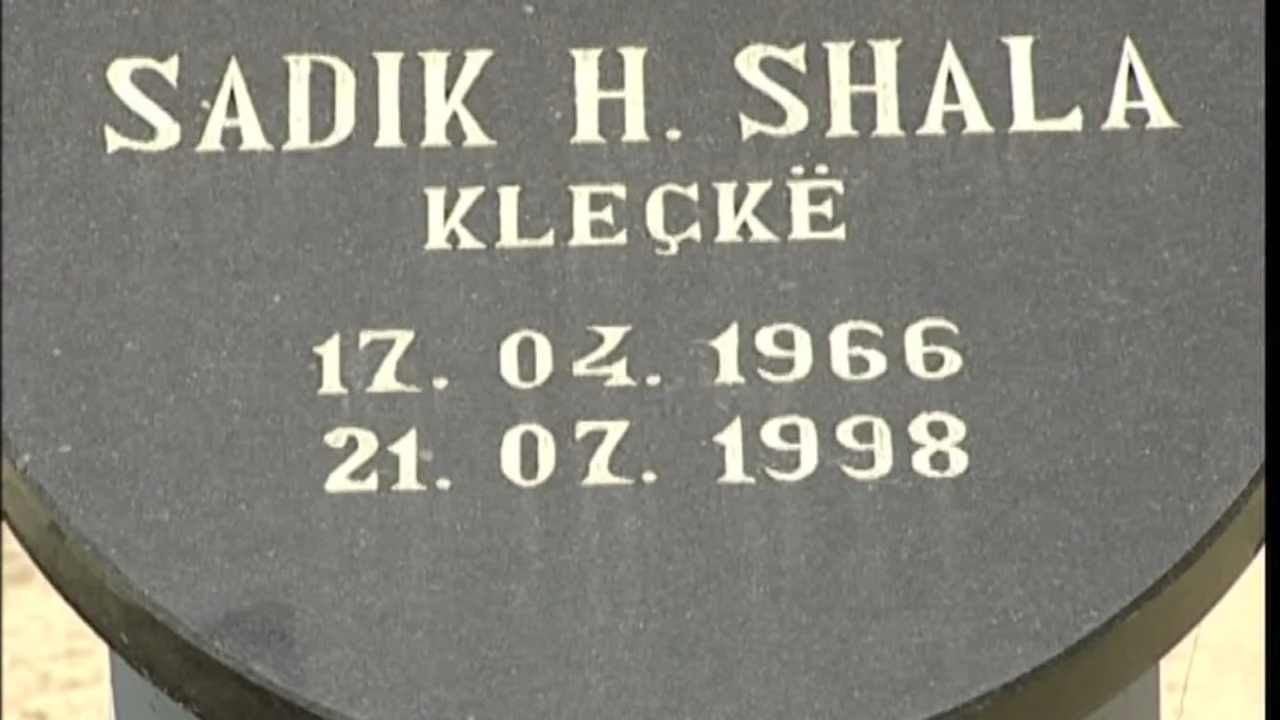 SADIK H. SHALA
KLEÇKË
17. 04. 1966
21. 07. 1998